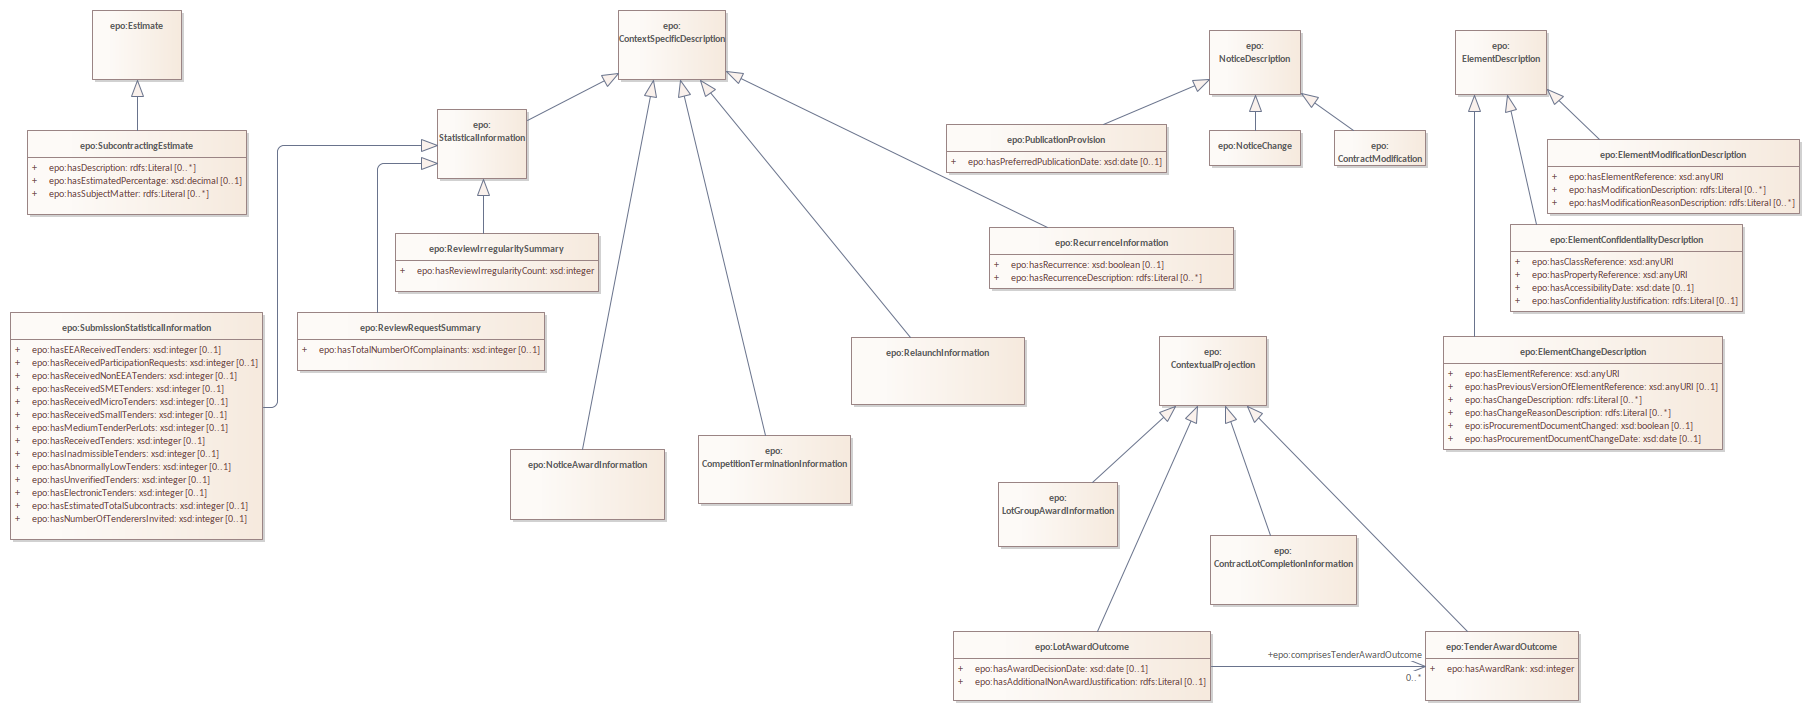 epo:Estimate
epo:SubcontractingEstimate
+ epo:hasDescription: rdfs:Literal [0..*]
+ epo:hasEstimatedPercentage: xsd:decimal [0..1]
+ epo:hasSubjectMatter: rdfs:Literal [0..*]
epo:
ContextSpecificDescription
epo:
StatisticalInformation
epo:ReviewIrregularitySummary
+ epo:hasReviewIrregularityCount: xsd:integer
epo:ReviewRequestSummary
+ epo:hasTotalNumberOfComplainants: xsd:integer [0..1]
epo:SubmissionStatisticalInformation
+ epo:hasEEAReceivedTenders: xsd:integer [0..1]
+ epo:hasReceivedParticipationRequests: xsd:integer [0..1]
+ epo:hasReceivedNonEEATenders: xsd:integer [0..1]
+ epo:hasReceivedSMETenders: xsd:integer [0..1]
+ epo:hasReceivedMicroTenders: xsd:integer [0..1]
+ epo:hasReceivedSmallTenders: xsd:integer [0..1]
+ epo:hasMediumTenderPerLots: xsd:integer [0..1]
+ epo:hasReceivedTenders: xsd:integer [0..1]
+ epo:hasInadmissibleTenders: xsd:integer [0..1]
+ epo:hasAbnormallyLowTenders: xsd:integer [0..1]
+ epo:hasUnverifiedTenders: xsd:integer [0..1]
+ epo:hasElectronicTenders: xsd:integer [0..1]
+ epo:hasEstimatedTotalSubcontracts: xsd:integer [0..1]
+ epo:hasNumberOfTenderersInvited: xsd:integer [0..1]
epo:NoticeAwardInformation
epo:
CompetitionTerminationInformation
epo:RelaunchInformation
epo:RecurrenceInformation
+ epo:hasRecurrence: xsd:boolean [0..1]
+ epo:hasRecurrenceDescription: rdfs:Literal [0..*]
epo:
NoticeDescription
epo:PublicationProvision
+ epo:hasPreferredPublicationDate: xsd:date [0..1]
epo:NoticeChange
epo:
ContractModification
epo:
ElementDescription
epo:ElementModificationDescription
+ epo:hasElementReference: xsd:anyURI
+ epo:hasModificationDescription: rdfs:Literal [0..*]
+ epo:hasModificationReasonDescription: rdfs:Literal [0..*]
epo:ElementConfidentialityDescription
+ epo:hasClassReference: xsd:anyURI
+ epo:hasPropertyReference: xsd:anyURI
+ epo:hasAccessibilityDate: xsd:date [0..1]
+ epo:hasConfidentialityJustification: rdfs:Literal [0..1]
epo:ElementChangeDescription
+ epo:hasElementReference: xsd:anyURI
+ epo:hasPreviousVersionOfElementReference: xsd:anyURI [0..1]
+ epo:hasChangeDescription: rdfs:Literal [0..*]
+ epo:hasChangeReasonDescription: rdfs:Literal [0..*]
+ epo:isProcurementDocumentChanged: xsd:boolean [0..1]
+ epo:hasProcurementDocumentChangeDate: xsd:date [0..1]
epo:
ContextualProjection
epo:
LotGroupAwardInformation
epo:
ContractLotCompletionInformation
epo:LotAwardOutcome
+ epo:hasAwardDecisionDate: xsd:date [0..1]
+ epo:hasAdditionalNonAwardJustification: rdfs:Literal [0..1]
+epo:comprisesTenderAwardOutcome
0..*
epo:TenderAwardOutcome
+ epo:hasAwardRank: xsd:integer